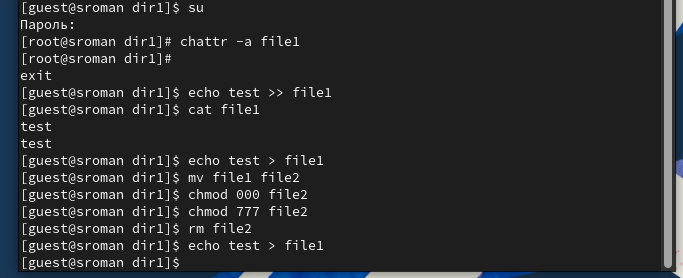 [guest@sroman dir1]$ su
Пароль:
[root@sroman dir1]# chattr -a file1
[root@sroman dir1]#
exit
[guest@sroman dir1]$ echo test >> file1
[guest@sroman dir1]$ cat file1
test
test
[guest@sroman dir1]$ echo test > file1
[guest@sroman dir1]$ mv file1 file2
[guest@sroman dir1]$ chmod 000 file2
[guest@sroman dir1]$ chmod 777 file2
[guest@sroman dir1]$ rm file2
[guest@sroman dir1]$ echo test > file1
[guest@sroman dir1]$